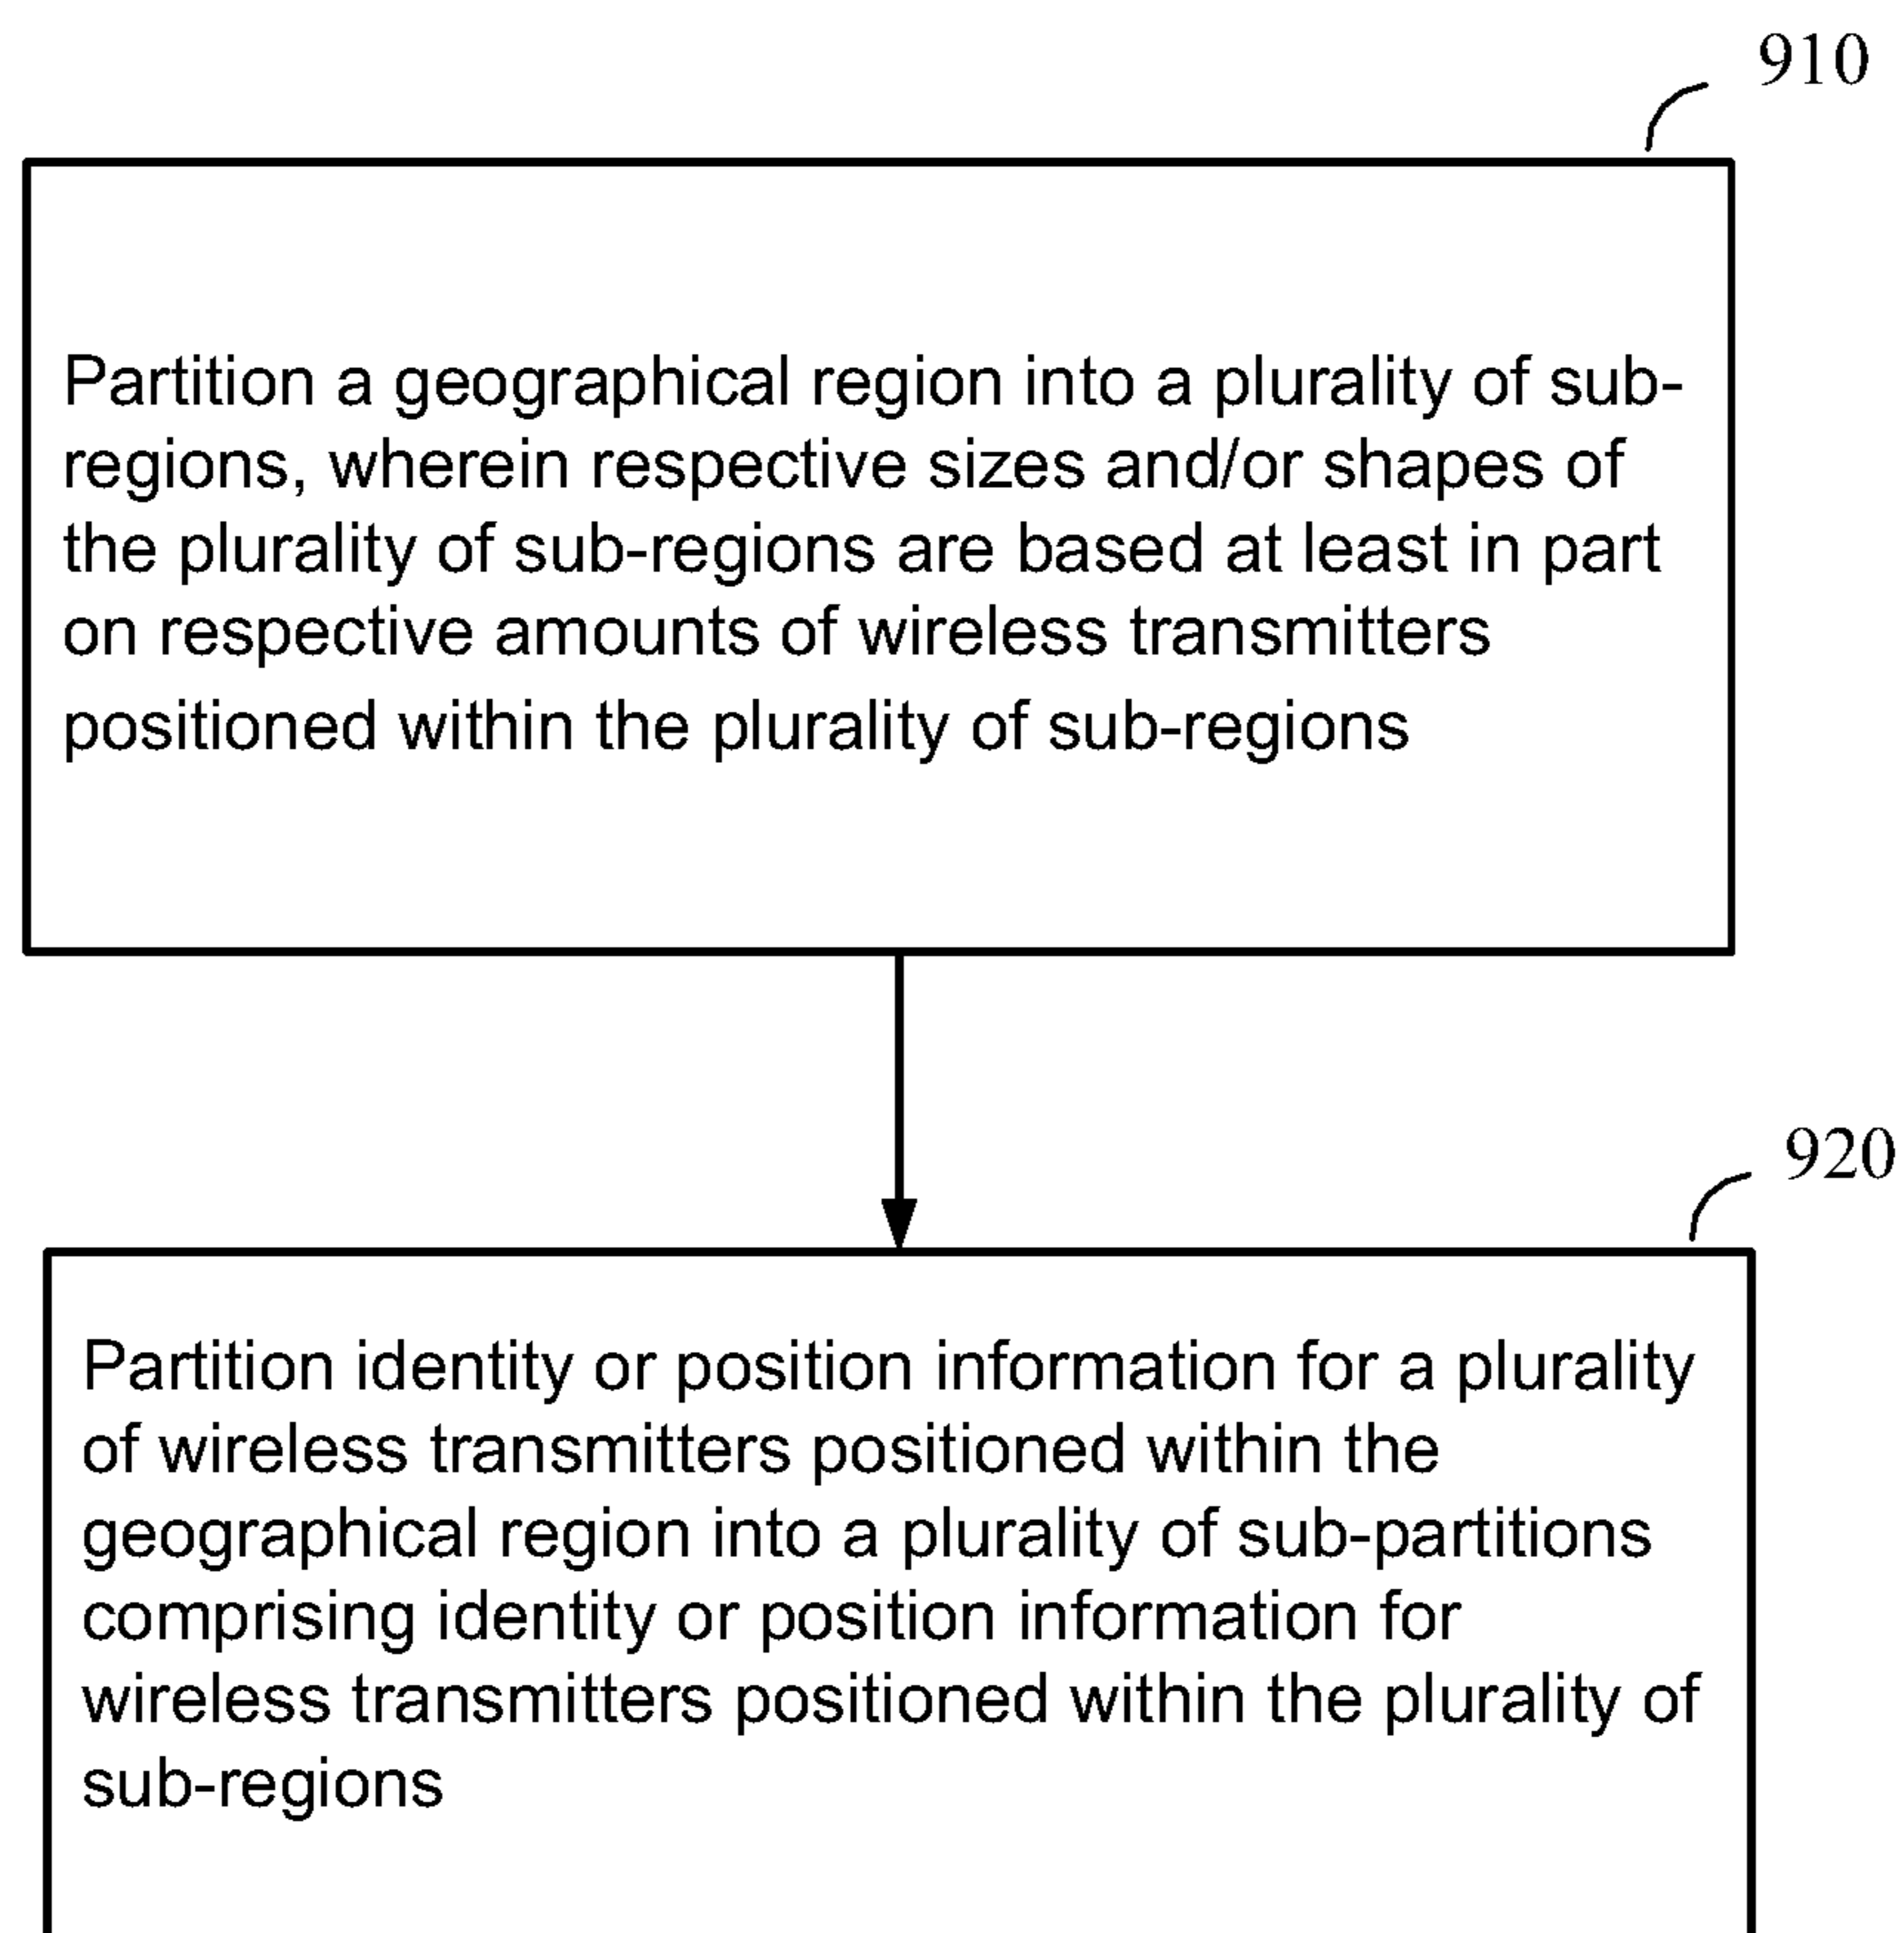 910
Partition a geographical region into a plurality of sub-
regions, wherein respective sizes and/or shapes of
the plurality of sub-regions are based at least in part
on respective amounts of wireless transmitters
positioned within the plurality of sub-regions
920
Partition identity or position information for a plurality
of wireless transmitters positioned within the
geographical region into a plurality of sub-partitions
comprising identity or position information for
wireless transmitters positioned within the plurality of
sub-regions